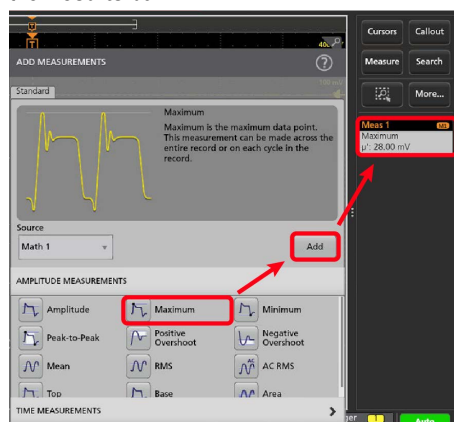 Cursors
Callout
ADD MEASUREMENTS
?
Measure
Search
Standard
More...
Maximum
Maximum is the maximum data point.
This measurement can be made across the
entire record or on each cycle in the
record.
Meas 1
M1
Maximum
µ': 28.00 mV
Source
Math 1
Add
AMPLITUDE MEASUREMENTS
Amplitude
Maximum
Minimum
Peak-to-Peak
Positive
Overshoot
Negative
Overshoot
Mean
RMS
AC RMS
Top
Base
Area
TIME MEASUREMENTS
1
Auto